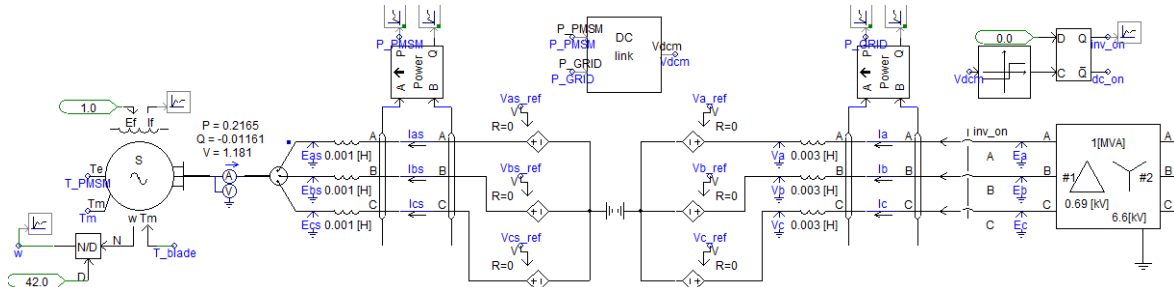 P_PMSM
P Q
Power
A B
P_PMSM
P_PMSM
P_GRID
P_GRID
DC
link
Vdcm
Vdcm
P_GRID
P Q
Power
A B
0.0
Vdcm
D Q
C Q
inv_on
dc_on
1.0
Ef If
S
Te
T_PMSM
Tm
Tm
w Tm
T_blade
w
N/D
N
D
42.0
P = 0.2165
Q = -0.01161
V = 1.181
A
V
Eas 0.001 [H] Ias A A
Ebs 0.001 [H] Ibs B B
Ecs 0.001 [H] Ics C C
Vas_ref
V
R=0
Vbs_ref
V
R=0
Vcs_ref
V
R=0
Va_ref
V
R=0
Vb_ref
V
R=0
Vc_ref
V
R=0
Va 0.003 [H] Ia A A
Vb 0.003 [H] Ib B B
Vc 0.003 [H] Ic C C
inv_on
A
B
C
Ea
Eb
Ec
A
B
C
1[MVA]
#1 #2
0.69 [kV]
6.6[kV]
A
B
C